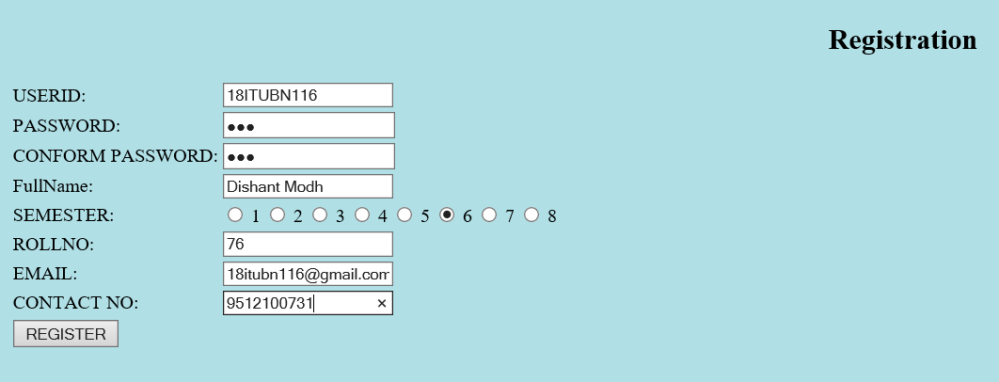 Registration
USERID: 18ITUBN116
PASSWORD: ●●●
CONFORM PASSWORD: ●●●
FullName: Dishant Modh
SEMESTER: 1 2 3 4 5 6 7 8
ROLLNO: 76
EMAIL: 18itubn116@gmail.com
CONTACT NO: 9512100731 ×
REGISTER